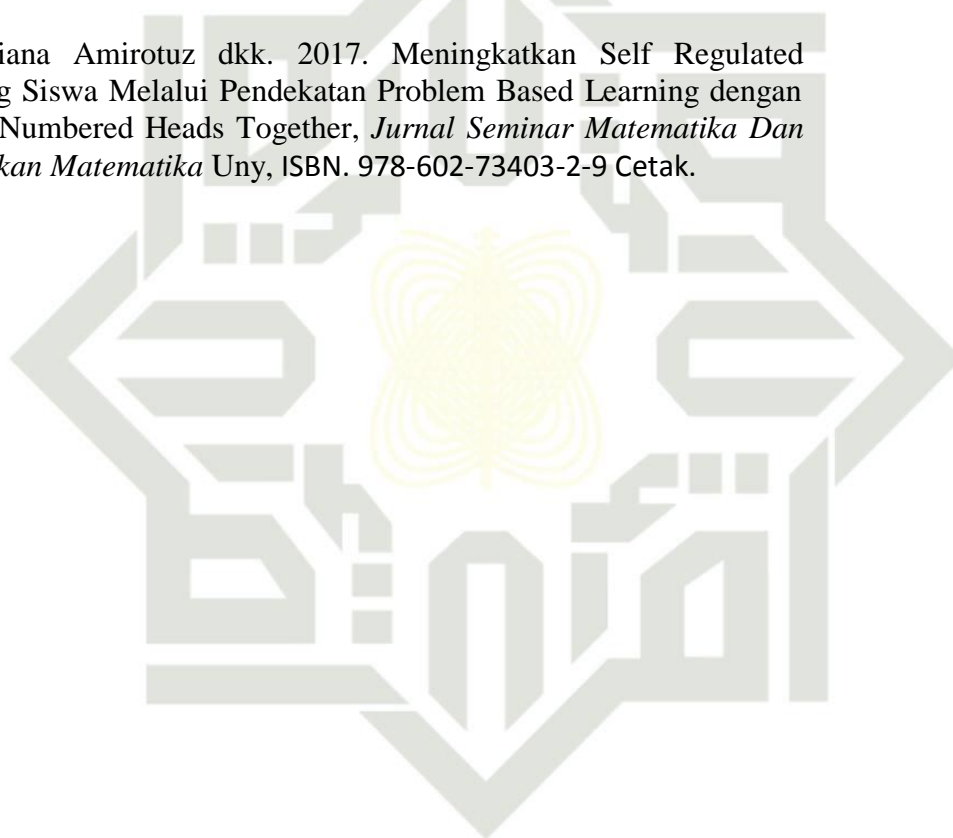 iana Amirotuz dkk. 2017. Meningkatkan Self Regulated
g Siswa Melalui Pendekatan Problem Based Learning dengan
Numbered Heads Together, Jurnal Seminar Matematika Dan
kan Matematika Uny, ISBN. 978-602-73403-2-9 Cetak.